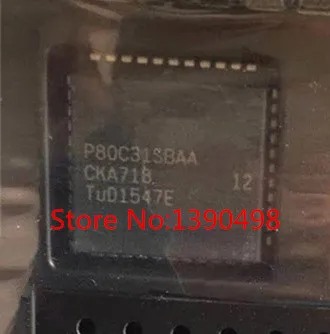 P80C31SBAA
CKA718
12
TuD1547E
Store No:1390498